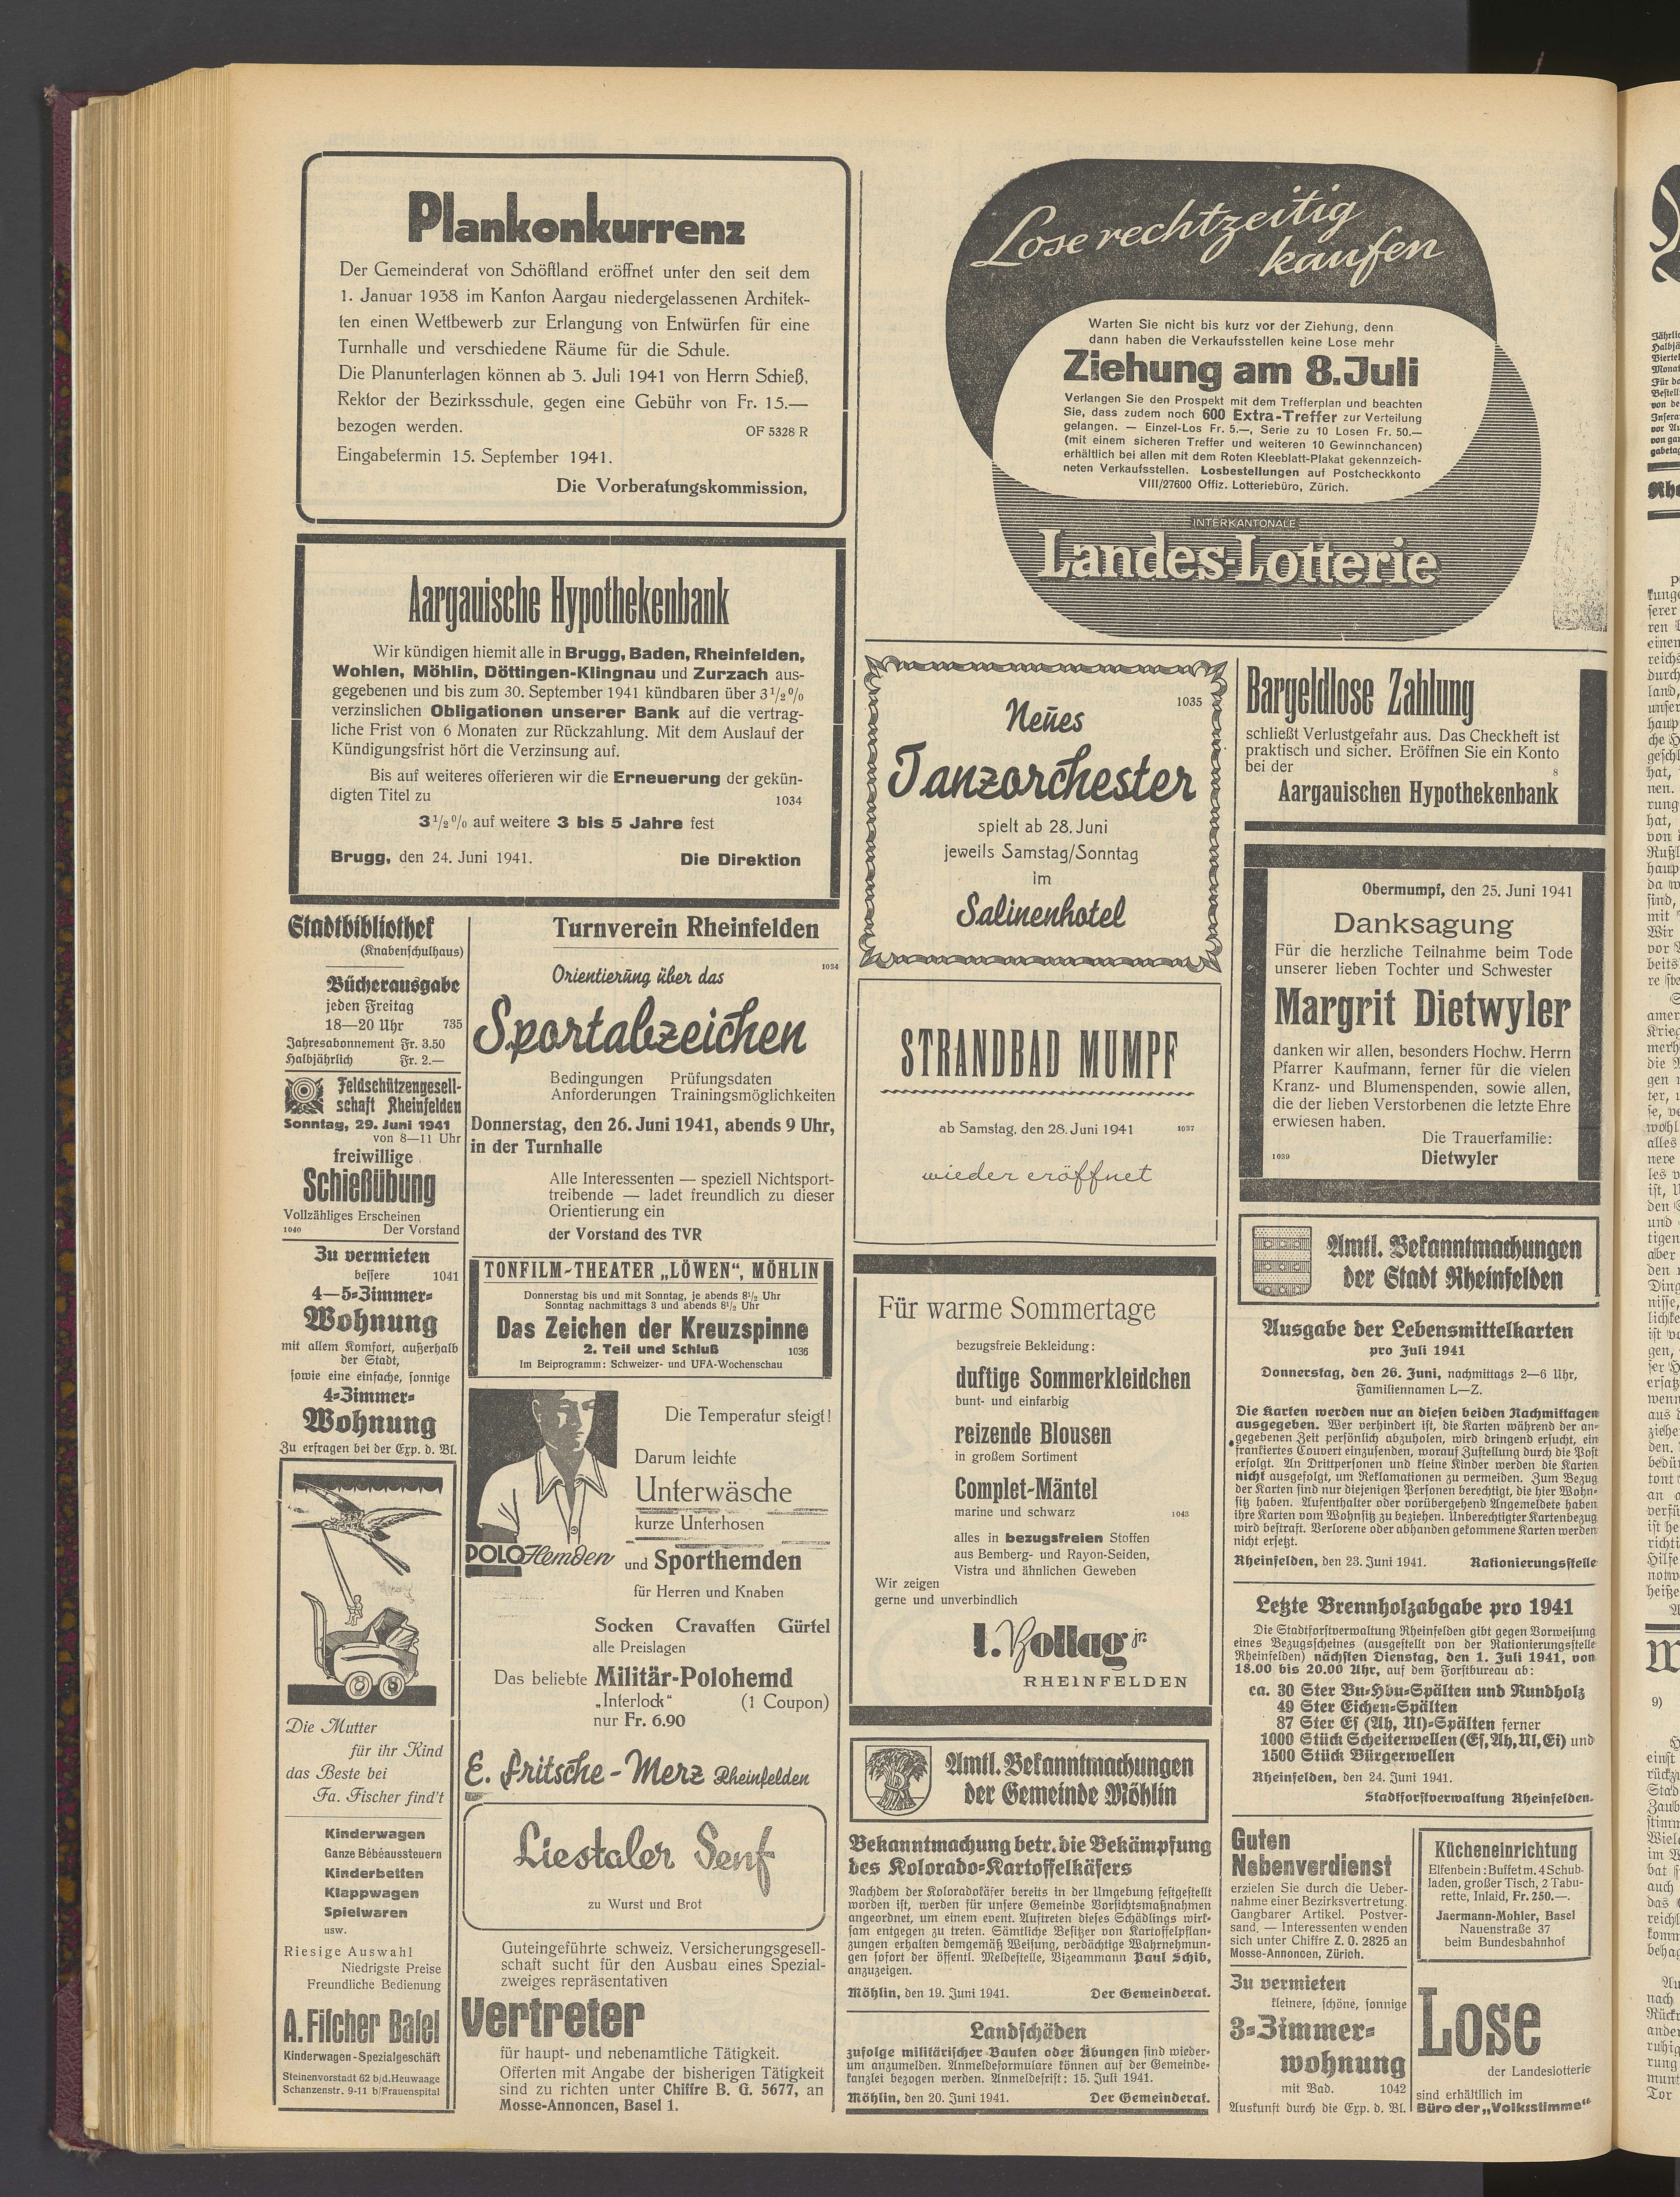 Plankonkurrenz
Der Gemeinderat von Schöftland eröffnet unter den seit dem
1. Januar 1938 im Kanton Aargau niedergelassenen Architek-
ten einen Wettbewerb zur Erlangung von Entwürfen für eine
Turnhalle und verschiedene Räume für die Schule.
Die Planunterlagen können ab 3. Juli 1941 von Herrn Schieß,
Rektor der Bezirksschule, gegen eine Gebühr von Fr. 15.—
bezogen werden.
OF 5328 R
Eingabetermin 15. September 1941.
Die Vorberatungskommission,
Aargauische Hypothekenbank
Wir kündigen hiemit alle in Brugg, Baden, Rheinfelden,
Wohlen, Möhlin, Döttingen-Klingnau und Zurzach aus-
gegebenen und bis zum 30. September 1941 kündbaren über 3 1/2 %
verzinslichen Obligationen unserer Bank auf die vertrag-
liche Frist von 6 Monaten zur Rückzahlung. Mit dem Auslauf der
Kündigungsfrist hört die Verzinsung auf.
Bis auf weiteres offerieren wir die Erneuerung der gekün-
digten Titel zu
1034
3 1/2 % auf weitere 3 bis 5 Jahre fest
Brugg, den 24. Juni 1941. Die Direktion
Stadtbibliothek
(Knabenschulhaus)
Bücherausgabe
jeden Freitag
18—20 Uhr 735
Jahresabonnement Fr. 3.50
Halbjährlich Fr. 2.—
Feldschützengesell-
schaft Rheinfelden
Sonntag, 29. Juni 1941
von 8—11 Uhr
freiwillige
Schießübung
Vollzähliges Erscheinen
1040 Der Vorstand
Zu vermieten
bessere 1041
4—5-Zimmer-
Wohnung
mit allem Komfort, außerhalb
der Stadt,
sowie eine einfache, sonnige
4-Zimmer-
Wohnung
Zu erfragen bei der Exp. d. Bl.
Die Mutter
für ihr Kind
das Beste bei
Fa. Fischer find't
Kinderwagen
Ganze Bébéaussteuern
Kinderbetten
Klappwagen
Spielwaren
usw.
Riesige Auswahl
Niedrigste Preise
Freundliche Bedienung
A. Fischer Basel
Kinderwagen-Spezialgeschäft
Steinenvorstadt 62 b/d. Heuwaage
Schanzenstr. 9-11 b/Frauenspital
Turnverein Rheinfelden
1034
Orientierung über das
Sportabzeichen
Bedingungen Prüfungsdaten
Anforderungen Trainingsmöglichkeiten
Donnerstag, den 26. Juni 1941, abends 9 Uhr,
in der Turnhalle
Alle Interessenten — speziell Nichtsport-
treibende — ladet freundlich zu dieser
Orientierung ein
der Vorstand des TVR
TONFILM-THEATER „LÖWEN“, MÖHLIN
Donnerstag bis und mit Sonntag, je abends 8 1/2 Uhr
Sonntag nachmittags 3 und abends 8 1/2 Uhr
Das Zeichen der Kreuzspinne
2. Teil und Schluß 1036
Im Beiprogramm: Schweizer- und UFA-Wochenschau
Die Temperatur steigt!
Darum leichte
Unterwäsche
kurze Unterhosen
POLO Hemden und Sporthemden
für Herren und Knaben
Socken Cravatten Gürtel
alle Preislagen
Das beliebte Militär-Polohemd
„Interlock“ (1 Coupon)
nur Fr. 6.90
E. Fritsche-Merz Rheinfelden
Liestaler Senf
zu Wurst und Brot
Guteingeführte schweiz. Versicherungsgesell-
schaft sucht für den Ausbau eines Spezial-
zweiges repräsentativen
Vertreter
für haupt- und nebenamtliche Tätigkeit.
Offerten mit Angabe der bisherigen Tätigkeit
sind zu richten unter Chiffre B. G. 5677, an
Mosse-Annoncen, Basel 1.
Lose rechtzeitig
kaufen
Warten Sie nicht bis kurz vor der Ziehung, denn
dann haben die Verkaufsstellen keine Lose mehr
Ziehung am 8. Juli
Verlangen Sie den Prospekt mit dem Trefferplan und beachten
Sie, dass zudem noch 600 Extra-Treffer zur Verteilung
gelangen. — Einzel-Los Fr. 5.—, Serie zu 10 Losen Fr. 50.—
(mit einem sicheren Treffer und weiteren 10 Gewinnchancen)
erhältlich bei allen mit dem Roten Kleeblatt-Plakat gekennzeich-
neten Verkaufsstellen. Losbestellungen auf Postcheckkonto
VIII/27600 Offiz. Lotteriebüro, Zürich.
INTERKANTONALE
Landes-Lotterie
1035
Neues
Tanzorchester
spielt ab 28. Juni
jeweils Samstag/Sonntag
im
Salinenhotel
STRANDBAD MUMPF
ab Samstag, den 28. Juni 1941 1037
wieder eröffnet
Für warme Sommertage
bezugsfreie Bekleidung:
duftige Sommerkleidchen
bunt- und einfarbig
reizende Blousen
in großem Sortiment
Complet-Mäntel
marine und schwarz 1043
alles in bezugsfreien Stoffen
aus Bemberg- und Rayon-Seiden,
Vistra und ähnlichen Geweben
Wir zeigen
gerne und unverbindlich
I. Bollag jr.
RHEINFELDEN
Amtl. Bekanntmachungen
der Gemeinde Möhlin
Bekanntmachung betr. die Bekämpfung
des Kolorado-Kartoffelkäfers
Nachdem der Koloradokäfer bereits in der Umgebung festgestellt
worden ist, werden für unsere Gemeinde Vorsichtsmaßnahmen
angeordnet, um einem event. Auftreten dieses Schädlings wirk-
sam entgegen zu treten. Sämtliche Besitzer von Kartoffelpflan-
zungen erhalten demgemäß Weisung, verdächtige Wahrnehmun-
gen sofort der öffentl. Meldestelle, Vizeammann Paul Schib,
anzuzeigen.
Möhlin, den 19. Juni 1941. Der Gemeinderat.
Landschäden
zufolge militärischer Bauten oder Übungen sind wieder-
um anzumelden. Anmeldeformulare können auf der Gemeinde-
kanzlei bezogen werden. Anmeldefrist: 15. Juli 1941.
Möhlin, den 20. Juni 1941. Der Gemeinderat.
Bargeldlose Zahlung
schließt Verlustgefahr aus. Das Checkheft ist
praktisch und sicher. Eröffnen Sie ein Konto
bei der 8
Aargauischen Hypothekenbank
Obermumpf, den 25. Juni 1941
Danksagung
Für die herzliche Teilnahme beim Tode
unserer lieben Tochter und Schwester
Margrit Dietwyler
danken wir allen, besonders Hochw. Herrn
Pfarrer Kaufmann, ferner für die vielen
Kranz- und Blumenspenden, sowie allen,
die der lieben Verstorbenen die letzte Ehre
erwiesen haben.
Die Trauerfamilie:
1039 Dietwyler
Amtl. Bekanntmachungen
der Stadt Rheinfelden
Ausgabe der Lebensmittelkarten
pro Juli 1941
Donnerstag, den 26. Juni, nachmittags 2—6 Uhr,
Familiennamen L—Z.
Die Karten werden nur an diesen beiden Nachmittagen
ausgegeben. Wer verhindert ist, die Karten während der an-
gegebenen Zeit persönlich abzuholen, wird dringend ersucht, ein
frankiertes Couvert einzusenden, worauf Zustellung durch die Post
erfolgt. An Drittpersonen und kleine Kinder werden die Karten
nicht ausgefolgt, um Reklamationen zu vermeiden. Zum Bezug
der Karten sind nur diejenigen Personen berechtigt, die hier Wohn-
sitz haben. Aufenthalter oder vorübergehend Angemeldete haben
ihre Karten vom Wohnsitz zu beziehen. Unberechtigter Kartenbezug
wird bestraft. Verlorene oder abhanden gekommene Karten werden
nicht ersetzt.
Rheinfelden, den 23. Juni 1941. Rationierungsstelle
Letzte Brennholzabgabe pro 1941
Die Stadtforstverwaltung Rheinfelden gibt gegen Vorweisung
eines Bezugscheines (ausgestellt von der Rationierungsstelle
Rheinfelden) nächsten Dienstag, den 1. Juli 1941, von
18.00 bis 20.00 Uhr, auf dem Forstbureau ab:
ca. 30 Ster Bu-Hbu-Spälten und Rundholz
49 Ster Eichen-Spälten
87 Ster Es (Ah, Ul)-Spälten ferner
1000 Stück Scheiterwellen (Es, Ah, Ul, Ei) und
1500 Stück Bürgerwellen
Rheinfelden, den 24. Juni 1941.
Stadtforstverwaltung Rheinfelden.
Guten
Nebenverdienst
erzielen Sie durch die Ueber-
nahme einer Bezirksvertretung.
Gangbarer Artikel. Postver-
sand. — Interessenten wenden
sich unter Chiffre Z. O. 2825 an
Mosse-Annoncen, Zürich.
Zu vermieten
kleinere, schöne, sonnige
3-Zimmer-
wohnung
mit Bad. 1042
Auskunft durch die Exp. d. Bl.
Kücheneinrichtung
Elfenbein: Buffet m. 4 Schub-
laden, großer Tisch, 2 Tabu-
rette, Inlaid, Fr. 250.—.
Jaermann-Mohler, Basel
Nauenstraße 37
beim Bundesbahnhof
Lose
der Landeslotterie
sind erhältlich im
Büro der „Volksstimme“